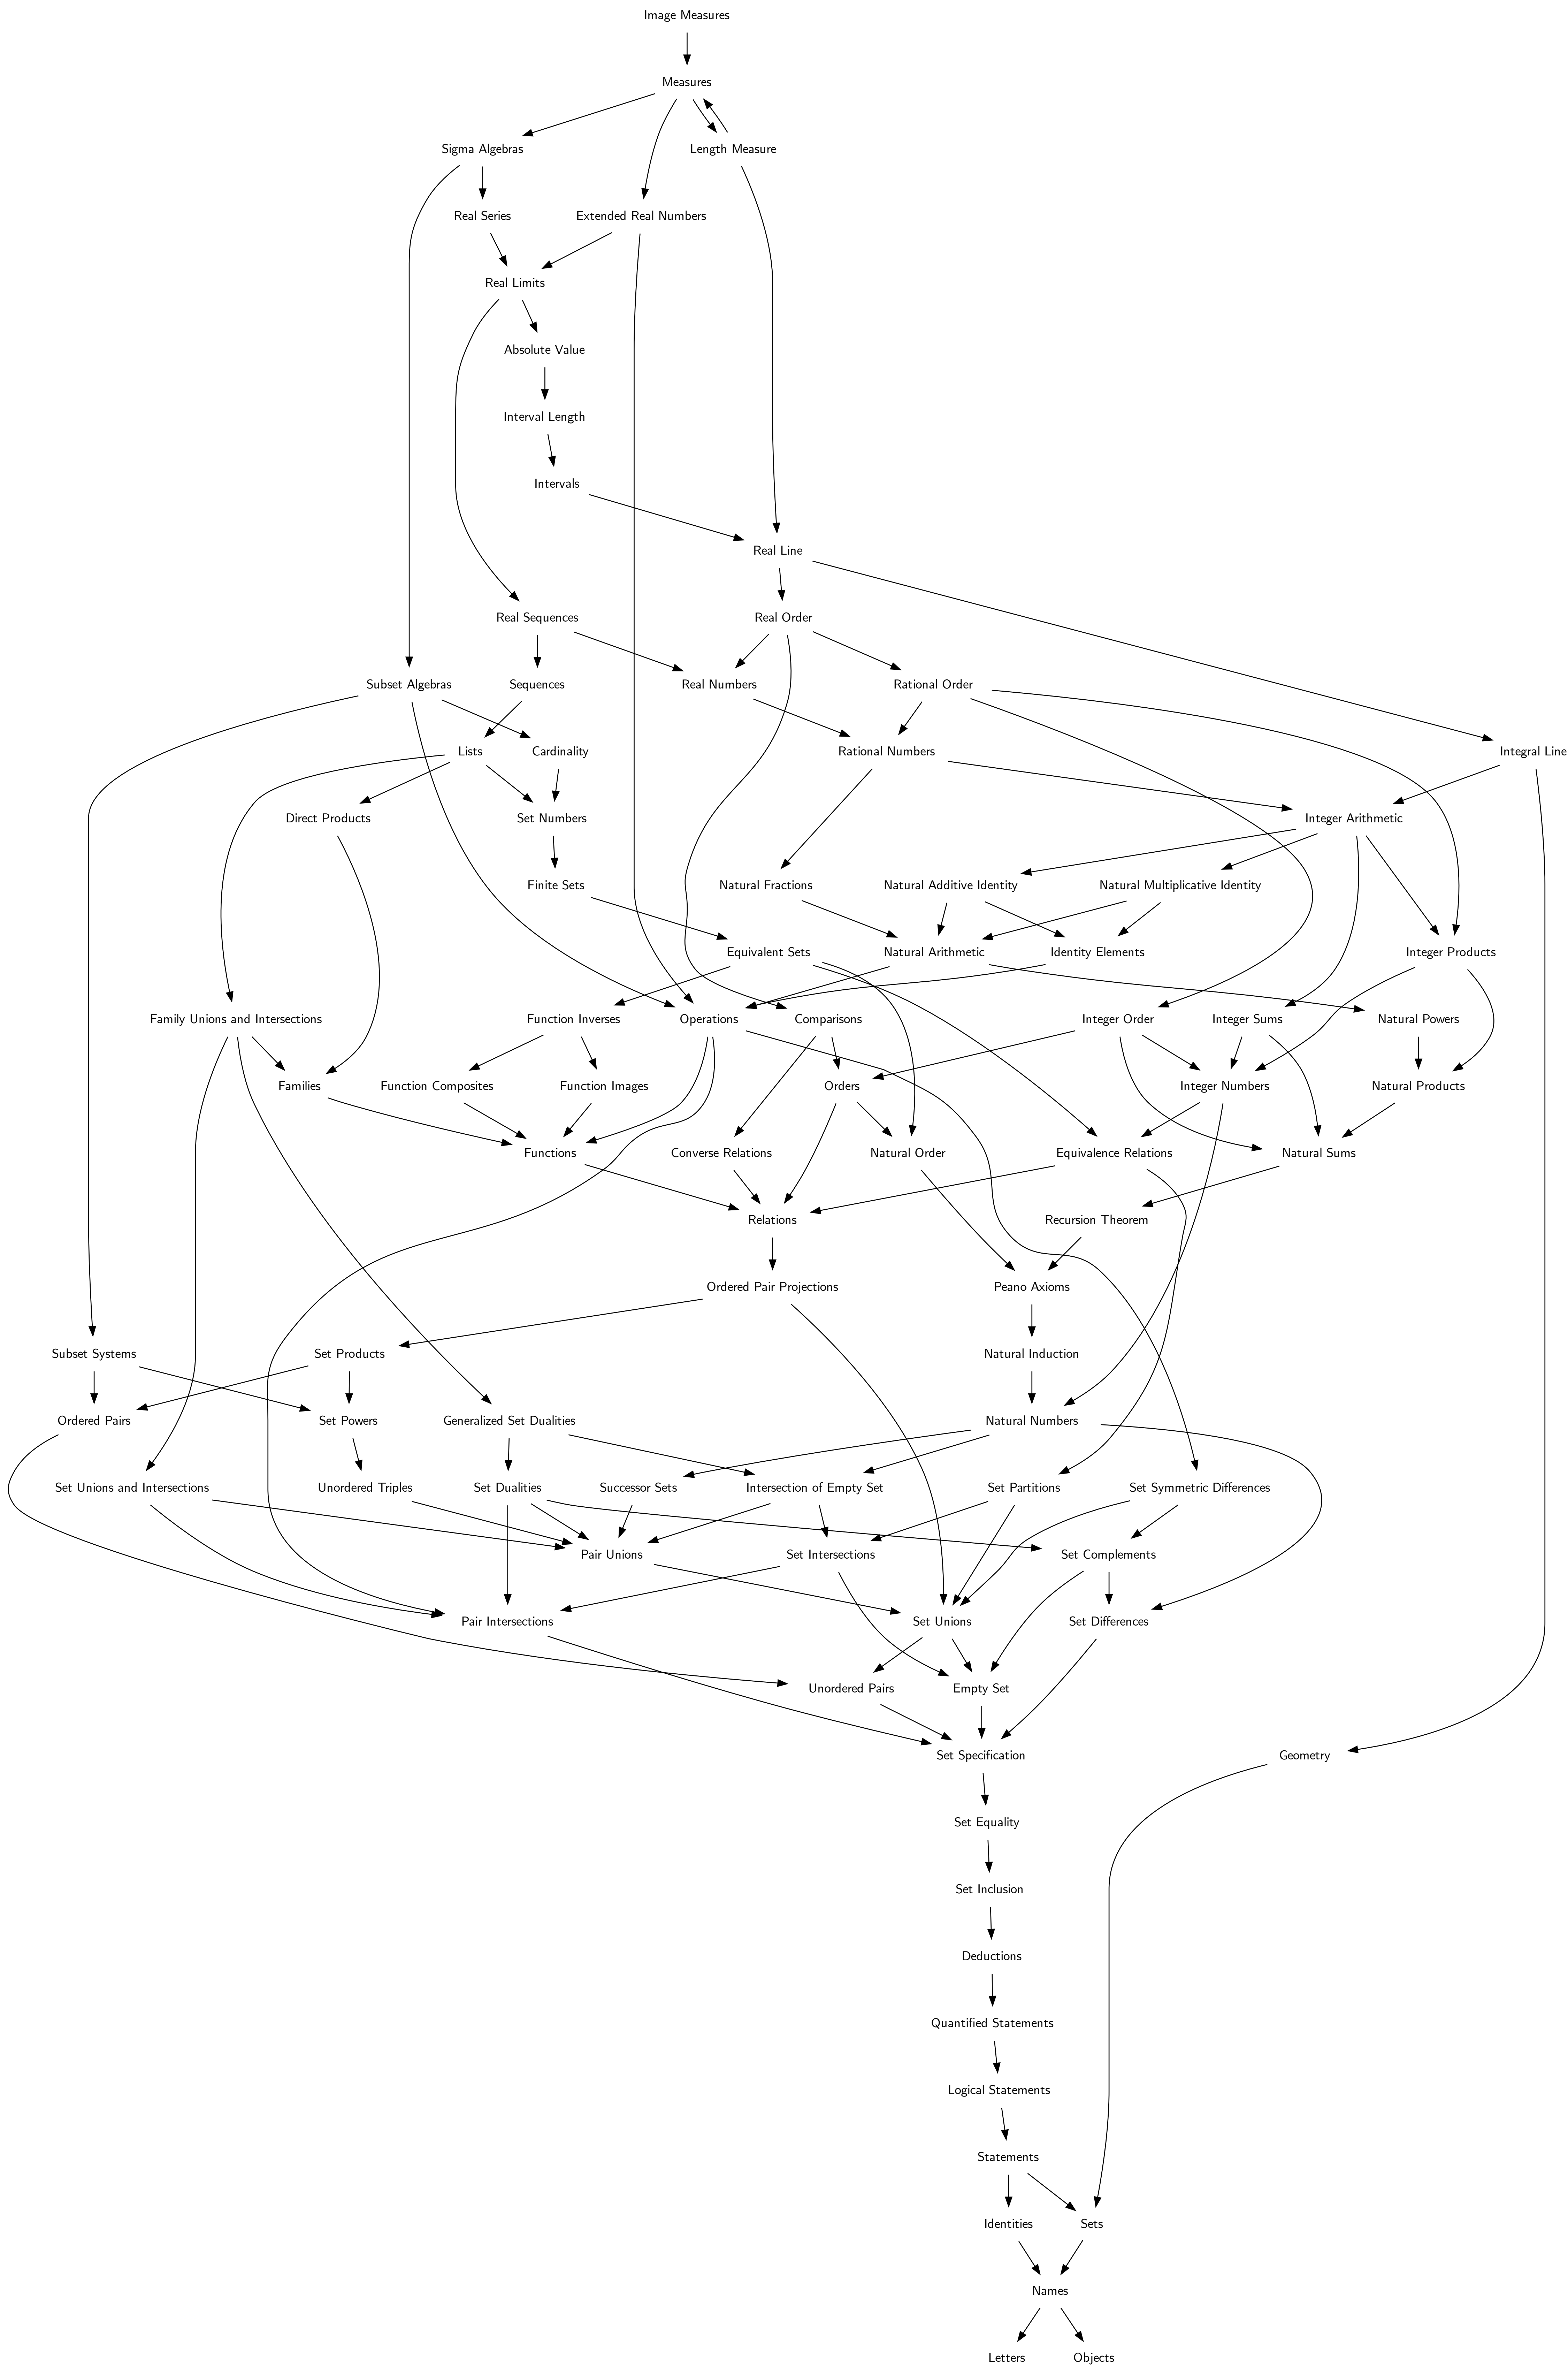 Image Measures
Measures
Sigma Algebras
Length Measure
Real Series
Extended Real Numbers
Real Limits
Absolute Value
Interval Length
Intervals
Real Line
Real Sequences
Real Order
Subset Algebras
Sequences
Real Numbers
Rational Order
Lists
Cardinality
Rational Numbers
Integral Line
Direct Products
Set Numbers
Integer Arithmetic
Finite Sets
Natural Fractions
Natural Additive Identity
Natural Multiplicative Identity
Equivalent Sets
Natural Arithmetic
Identity Elements
Integer Products
Family Unions and Intersections
Function Inverses
Operations
Comparisons
Integer Order
Integer Sums
Natural Powers
Families
Function Composites
Function Images
Orders
Integer Numbers
Natural Products
Functions
Converse Relations
Natural Order
Equivalence Relations
Natural Sums
Relations
Recursion Theorem
Ordered Pair Projections
Peano Axioms
Subset Systems
Set Products
Natural Induction
Ordered Pairs
Set Powers
Generalized Set Dualities
Natural Numbers
Set Unions and Intersections
Unordered Triples
Set Dualities
Successor Sets
Intersection of Empty Set
Set Partitions
Set Symmetric Differences
Pair Unions
Set Intersections
Set Complements
Pair Intersections
Set Unions
Set Differences
Unordered Pairs
Empty Set
Set Specification
Geometry
Set Equality
Set Inclusion
Deductions
Quantified Statements
Logical Statements
Statements
Identities
Sets
Names
Letters
Objects